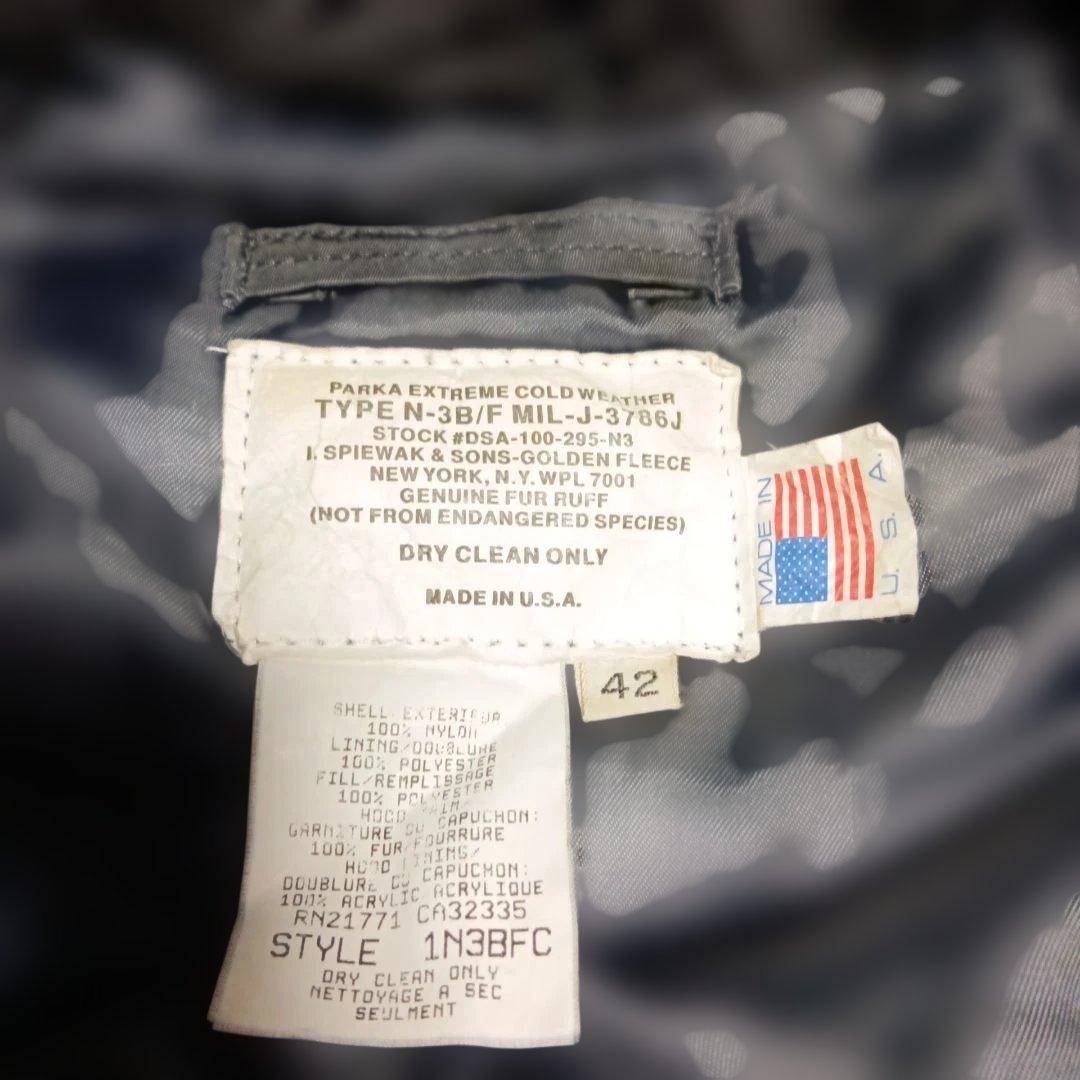 PARKA EXTREME COLD WEATHER
TYPE N-3B/F MIL-J-3786J
STOCK #DSA-100-295-N3
I. SPIEWAK & SONS-GOLDEN FLEECE
NEW YORK, N.Y. WPL 7001
GENUINE FUR RUFF
(NOT FROM ENDANGERED SPECIES)
DRY CLEAN ONLY
MADE IN U.S.A.
MADE IN
U. S. A.
42
SHELL EXTERIEUR
100% NYLON
LINING/DOUBLURE
100% POLYESTER
FILL/REMPLISSAGE
100% POLYESTER
HOOD
GARNITURE DU CAPUCHON:
100% FUR/FOURRURE
HOOD LINING/
DOUBLURE DU CAPUCHON:
100% ACRYLIC ACRYLIQUE
RN21771 CA32335
STYLE 1N3BFC
DRY CLEAN ONLY
NETTOYAGE A SEC
SEULMENT